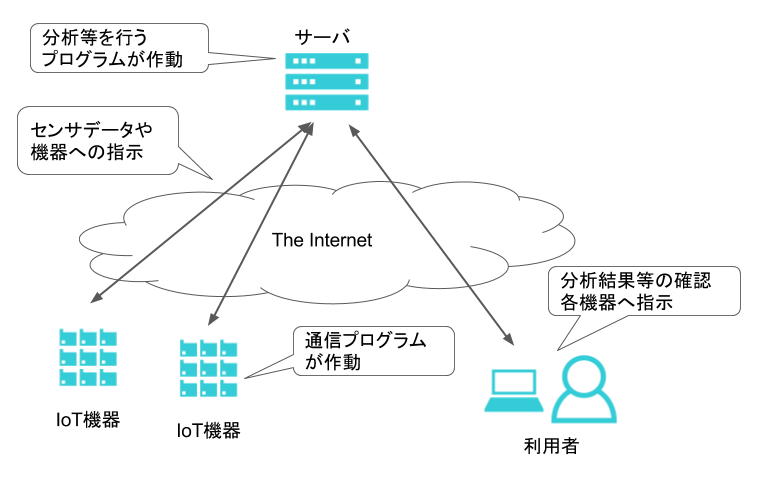 分析等を行う
プログラムが作動
サーバ
センサデータや
機器への指示
The Internet
分析結果等の確認
各機器へ指示
通信プログラム
が作動
IoT機器
IoT機器
利用者